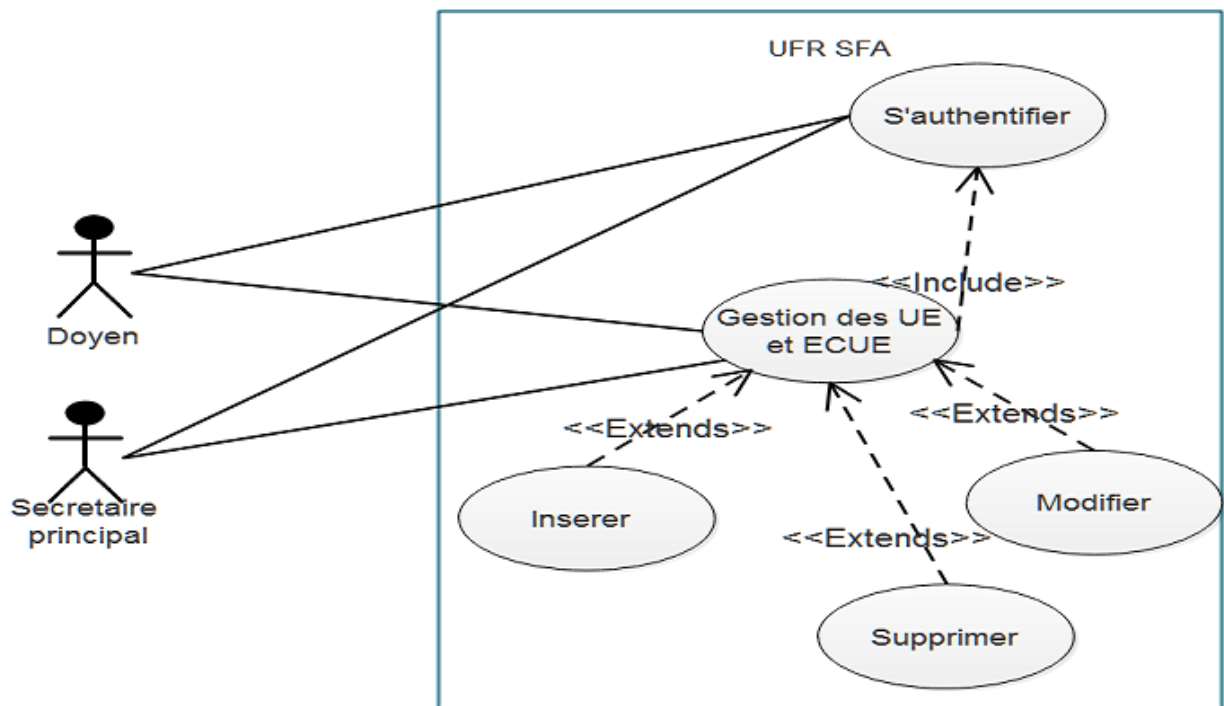 UFR SFA
S'authentifier
Doyen
<<Include>>
Gestion des UE
et ECUE
<<Extends>>
<<Extends>>
Secretaire
principal
Inserer
Modifier
<<Extends>>
Supprimer